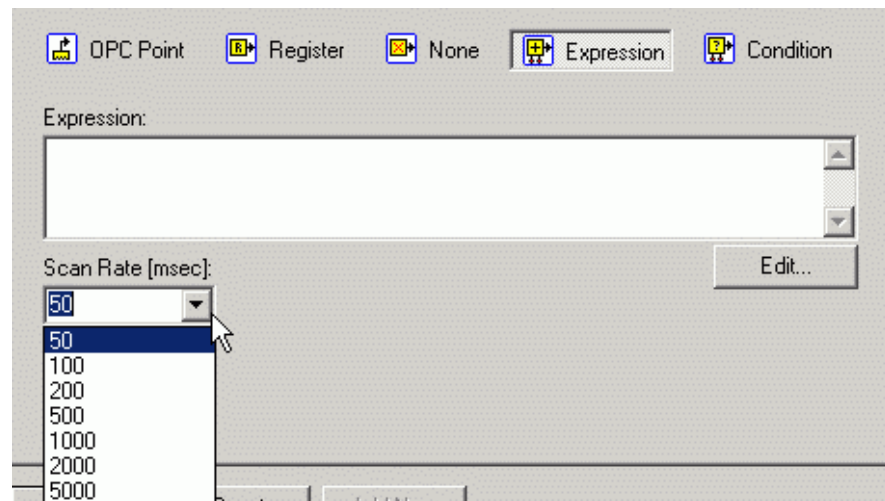 OPC Point Register None Expression Condition
Expression:
Scan Rate [msec]:
Edit...
50
50
100
200
500
1000
2000
5000